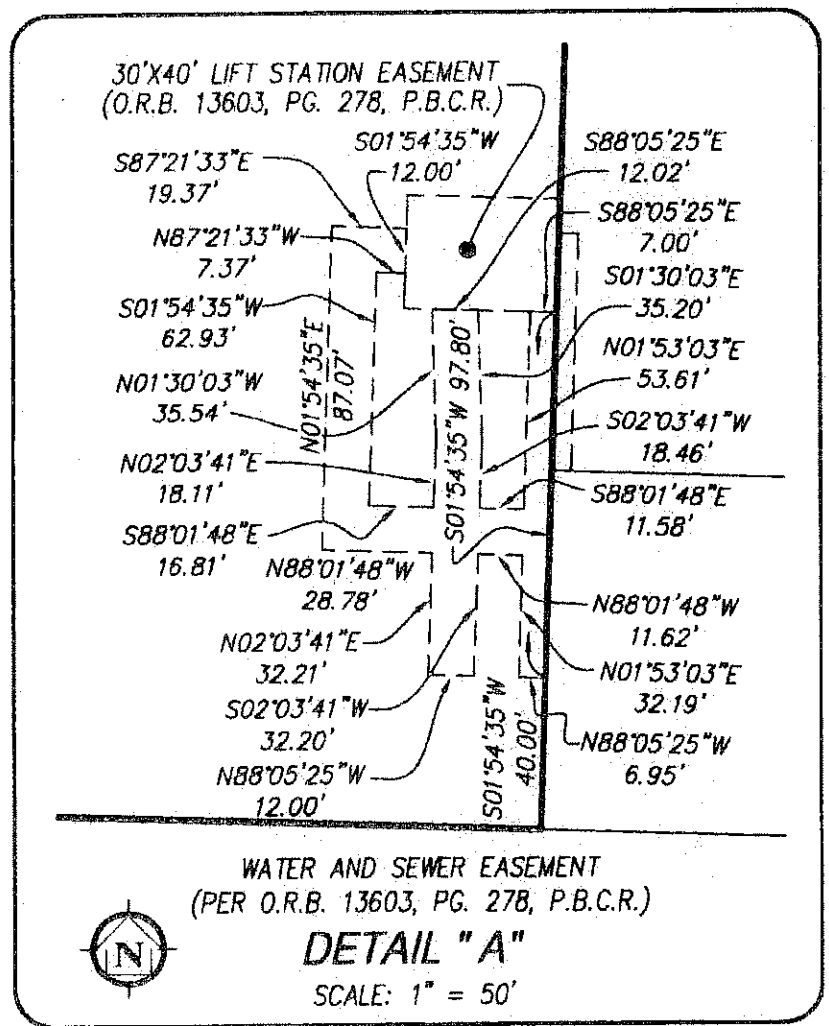 30'X40' LIFT STATION EASEMENT
(O.R.B. 13603, PG. 278, P.B.C.R.)
S01°54'35"W
12.00'
S88°05'25"E
12.02'
S87°21'33"E
19.37'
S88°05'25"E
7.00'
N87°21'33"W
7.37'
S01°30'03"E
35.20'
S01°54'35"W
62.93'
N01°54'35"E
87.07'
S01°54'35"W 97.80'
N01°53'03"E
53.61'
N01°30'03"W
35.54'
S02°03'41"W
18.46'
N02°03'41"E
18.11'
S88°01'48"E
11.58'
S88°01'48"E
16.81'
N88°01'48"W
28.78'
N88°01'48"W
11.62'
N02°03'41"E
32.21'
N01°53'03"E
32.19'
S02°03'41"W
32.20'
S01°54'35"W
40.00'
N88°05'25"W
6.95'
N88°05'25"W
12.00'
WATER AND SEWER EASEMENT
(PER O.R.B. 13603, PG. 278, P.B.C.R.)
N
DETAIL "A"
SCALE: 1" = 50'